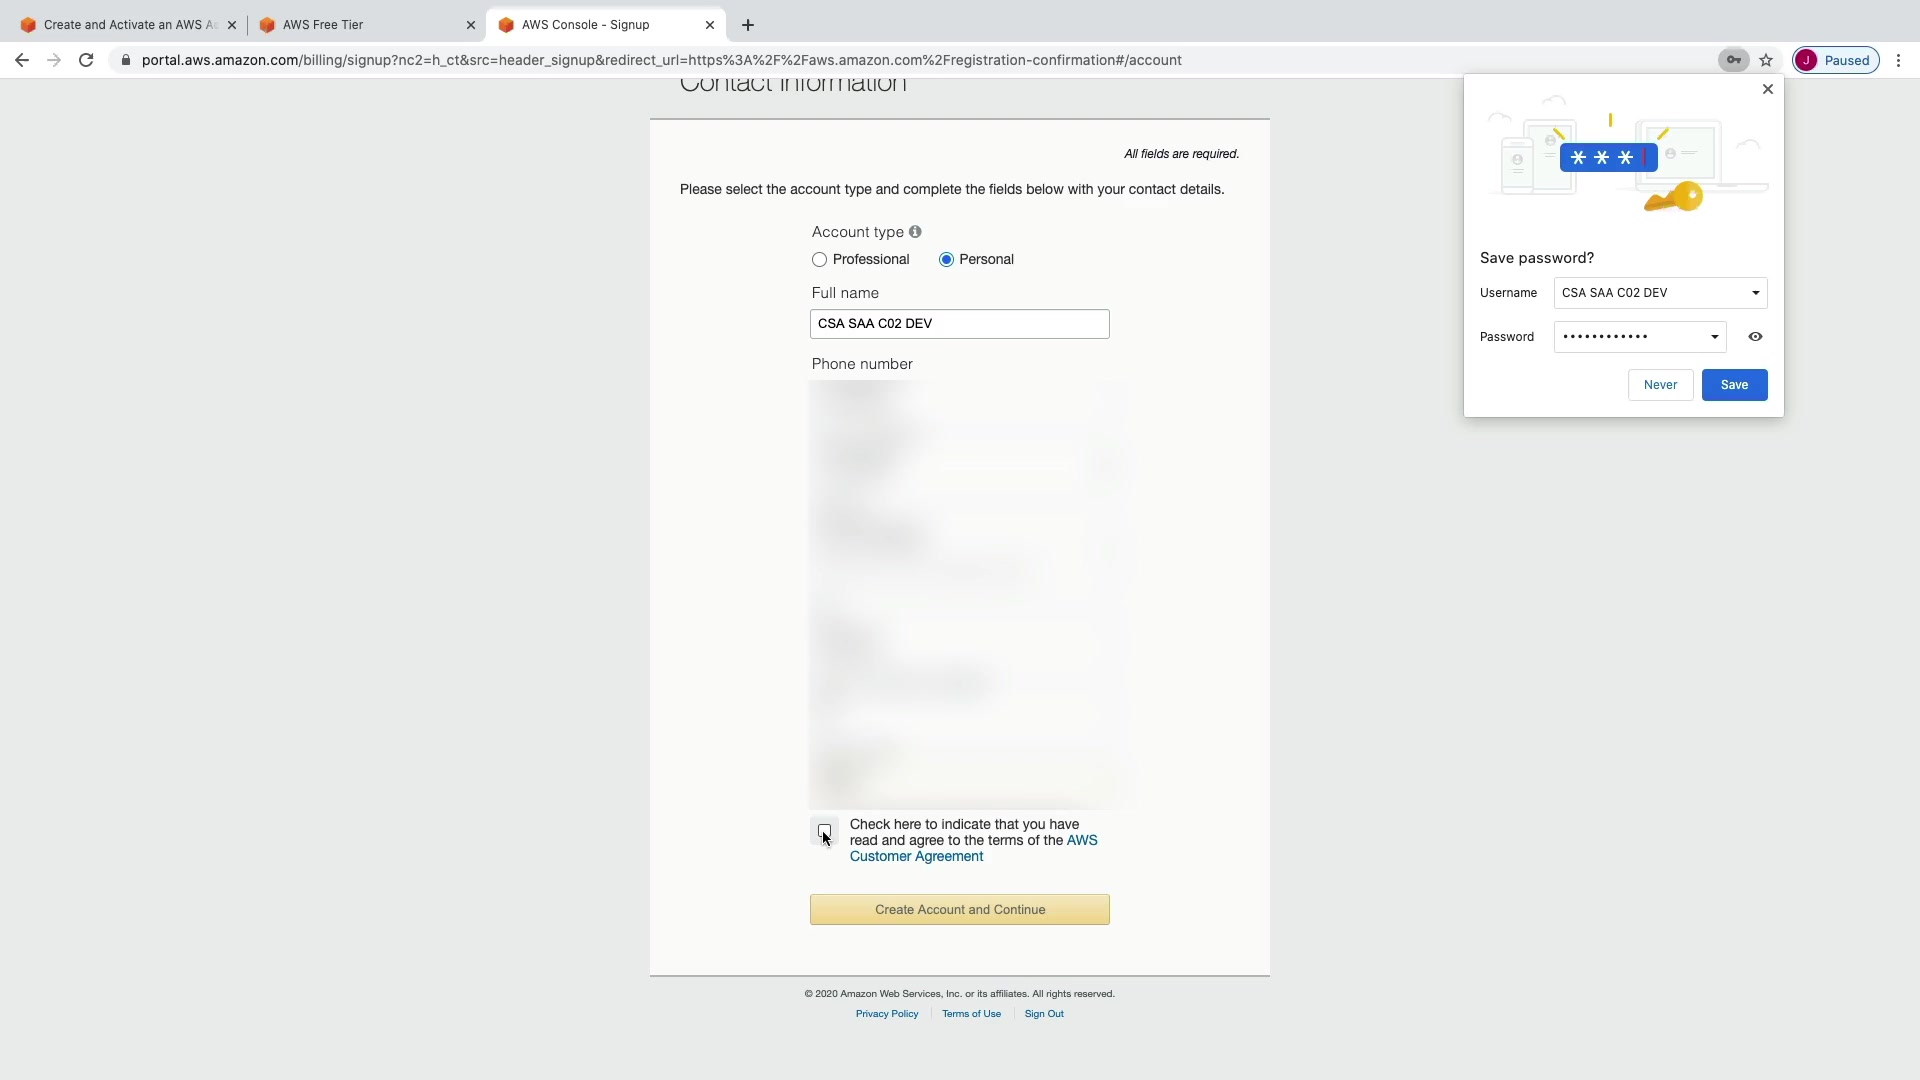 Create and Activate an AWS A
AWS Free Tier
AWS Console - Signup
portal.aws.amazon.com/billing/signup?nc2=h_ct&src=header_signup&redirect_url=https%3A%2F%2Faws.amazon.com%2Fregistration-confirmation#/account
J Paused
Contact Information
All fields are required.
Please select the account type and complete the fields below with your contact details.
Account type
Professional Personal
Full name
CSA SAA C02 DEV
Phone number
Check here to indicate that you have
read and agree to the terms of the AWS
Customer Agreement
Create Account and Continue
© 2020 Amazon Web Services, Inc. or its affiliates. All rights reserved.
Privacy Policy Terms of Use Sign Out
***
Save password?
Username CSA SAA C02 DEV
Password ••••••••••••
Never Save